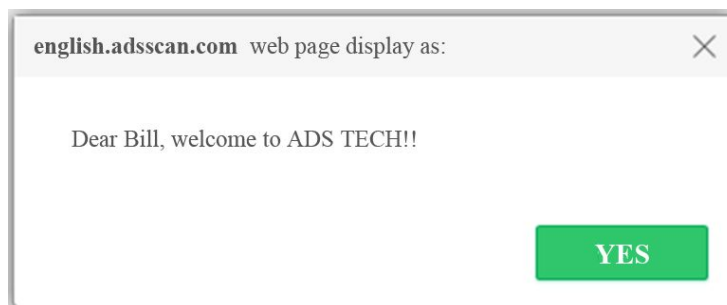 english.adsscan.com web page display as:
Dear Bill, welcome to ADS TECH!!
YES